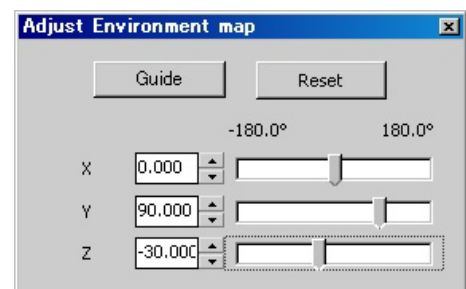 Adjust Environment map
Guide Reset
-180.0° 180.0°
X 0.000
Y 90.000
Z -30.000